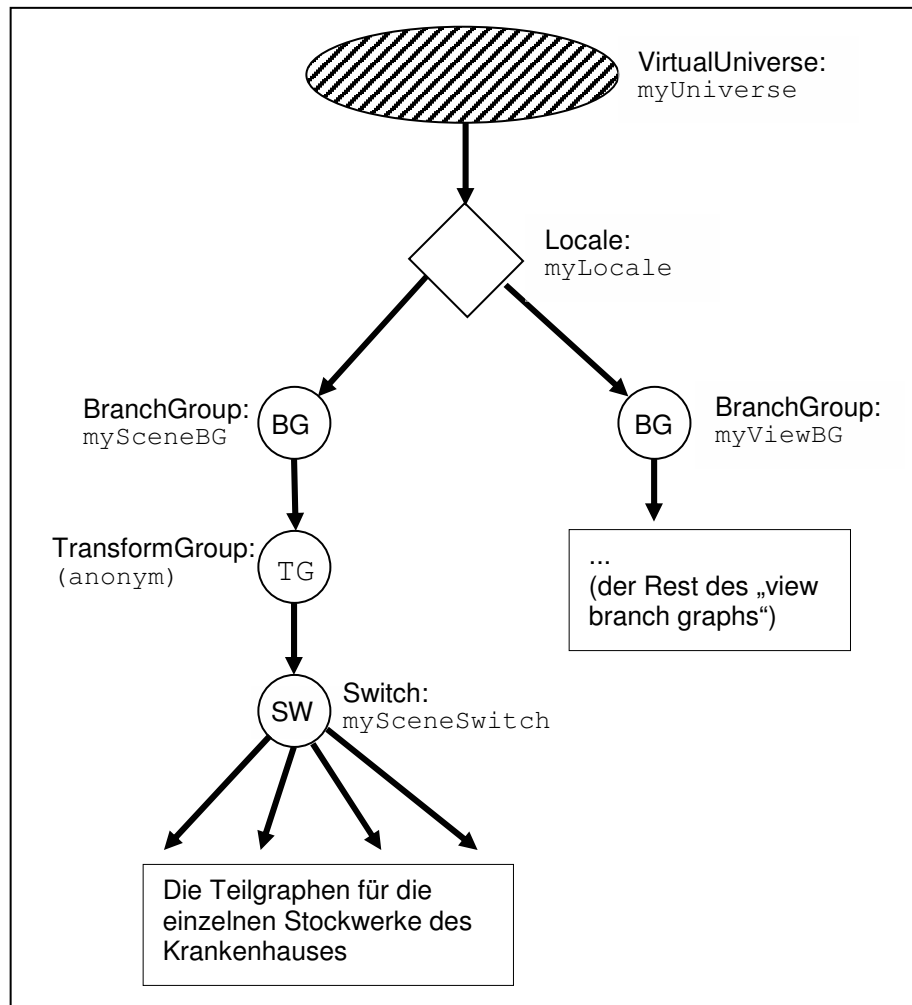 VirtualUniverse:
myUniverse
Locale:
myLocale
BranchGroup:
mySceneBG
BG
BG
BranchGroup:
myViewBG
TransformGroup:
(anonym)
TG
...
(der Rest des „view
branch graphs“)
SW
Switch:
mySceneSwitch
Die Teilgraphen für die
einzelnen Stockwerke des
Krankenhauses